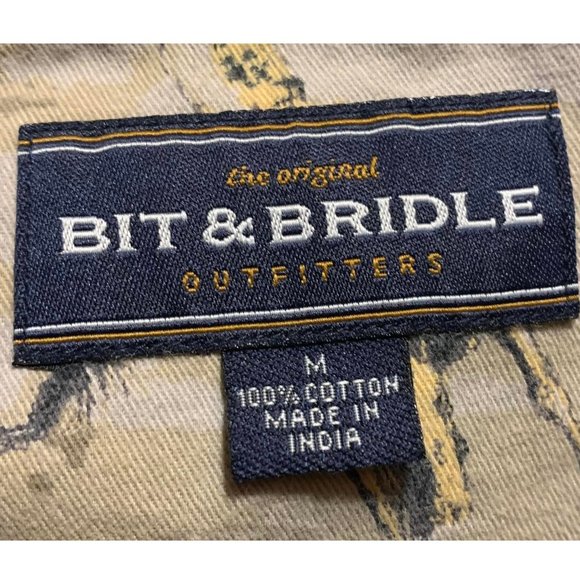 the original
BIT & BRIDLE
OUTFITTERS
M
100% COTTON
MADE IN
INDIA